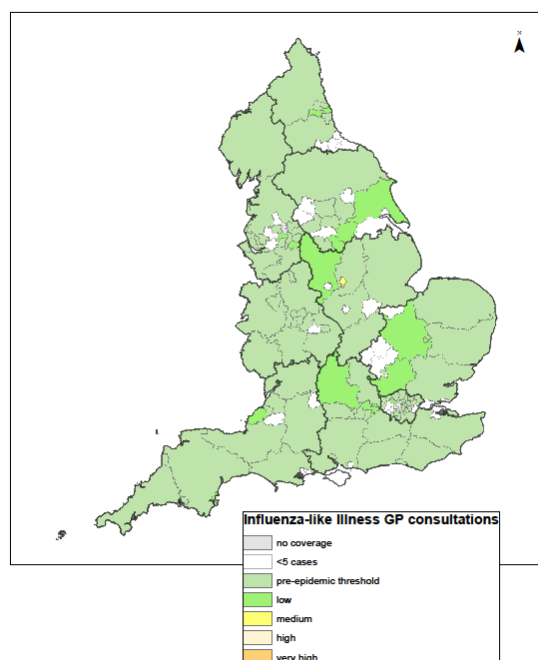 N
Influenza-like Illness GP consultations
no coverage
<5 cases
pre-epidemic threshold
low
medium
high
very high